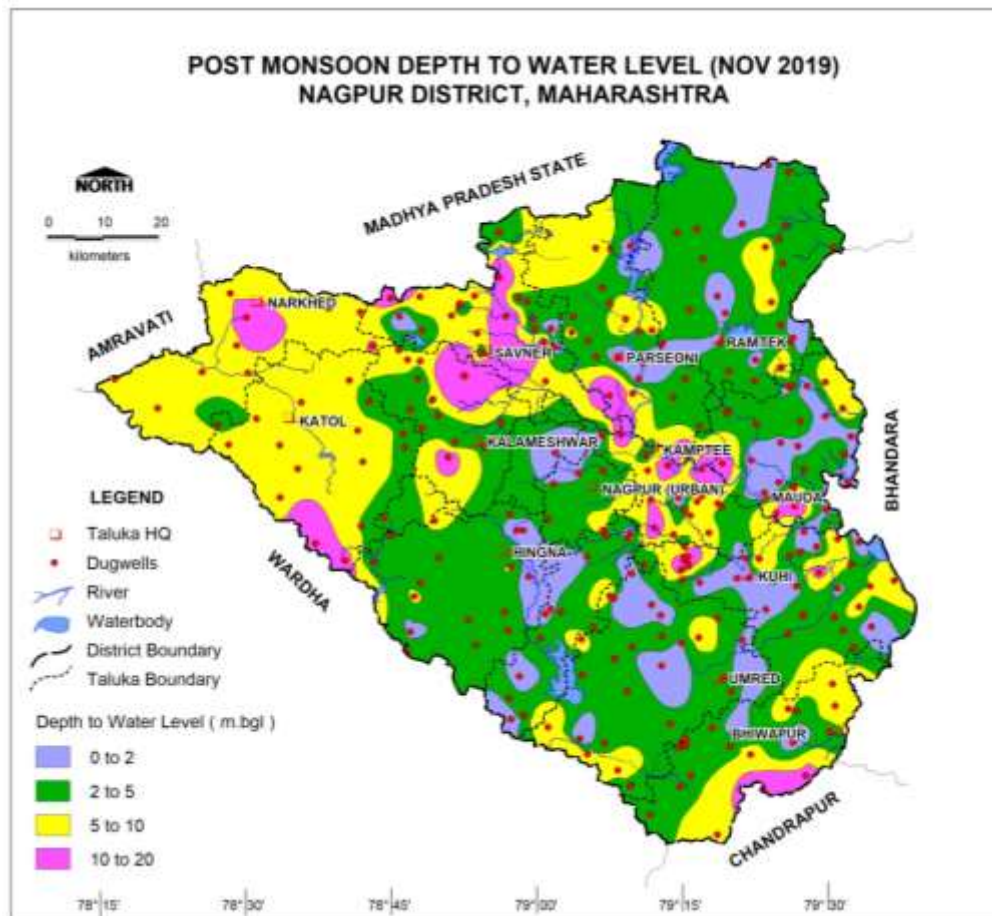 POST MONSOON DEPTH TO WATER LEVEL (NOV 2019)
NAGPUR DISTRICT, MAHARASHTRA
NORTH
0 10 20
kilometers
MADHYA PRADESH STATE
AMRAVATI
NARKHED
SAVNER
PARSEONI
RAMTEK
KATOL
KALAMESHWAR
KAMPTEE
BHANDARA
NAGPUR (URBAN)
MAUDA
WARDHA
HINGNA
KUHI
UMRED
BHIWAPUR
CHANDRAPUR
LEGEND
Taluka HQ
Dugwells
River
Waterbody
District Boundary
Taluka Boundary
Depth to Water Level ( m.bgl )
0 to 2
2 to 5
5 to 10
10 to 20
78°15' 78°30' 78°45' 79°00' 79°15' 79°30'